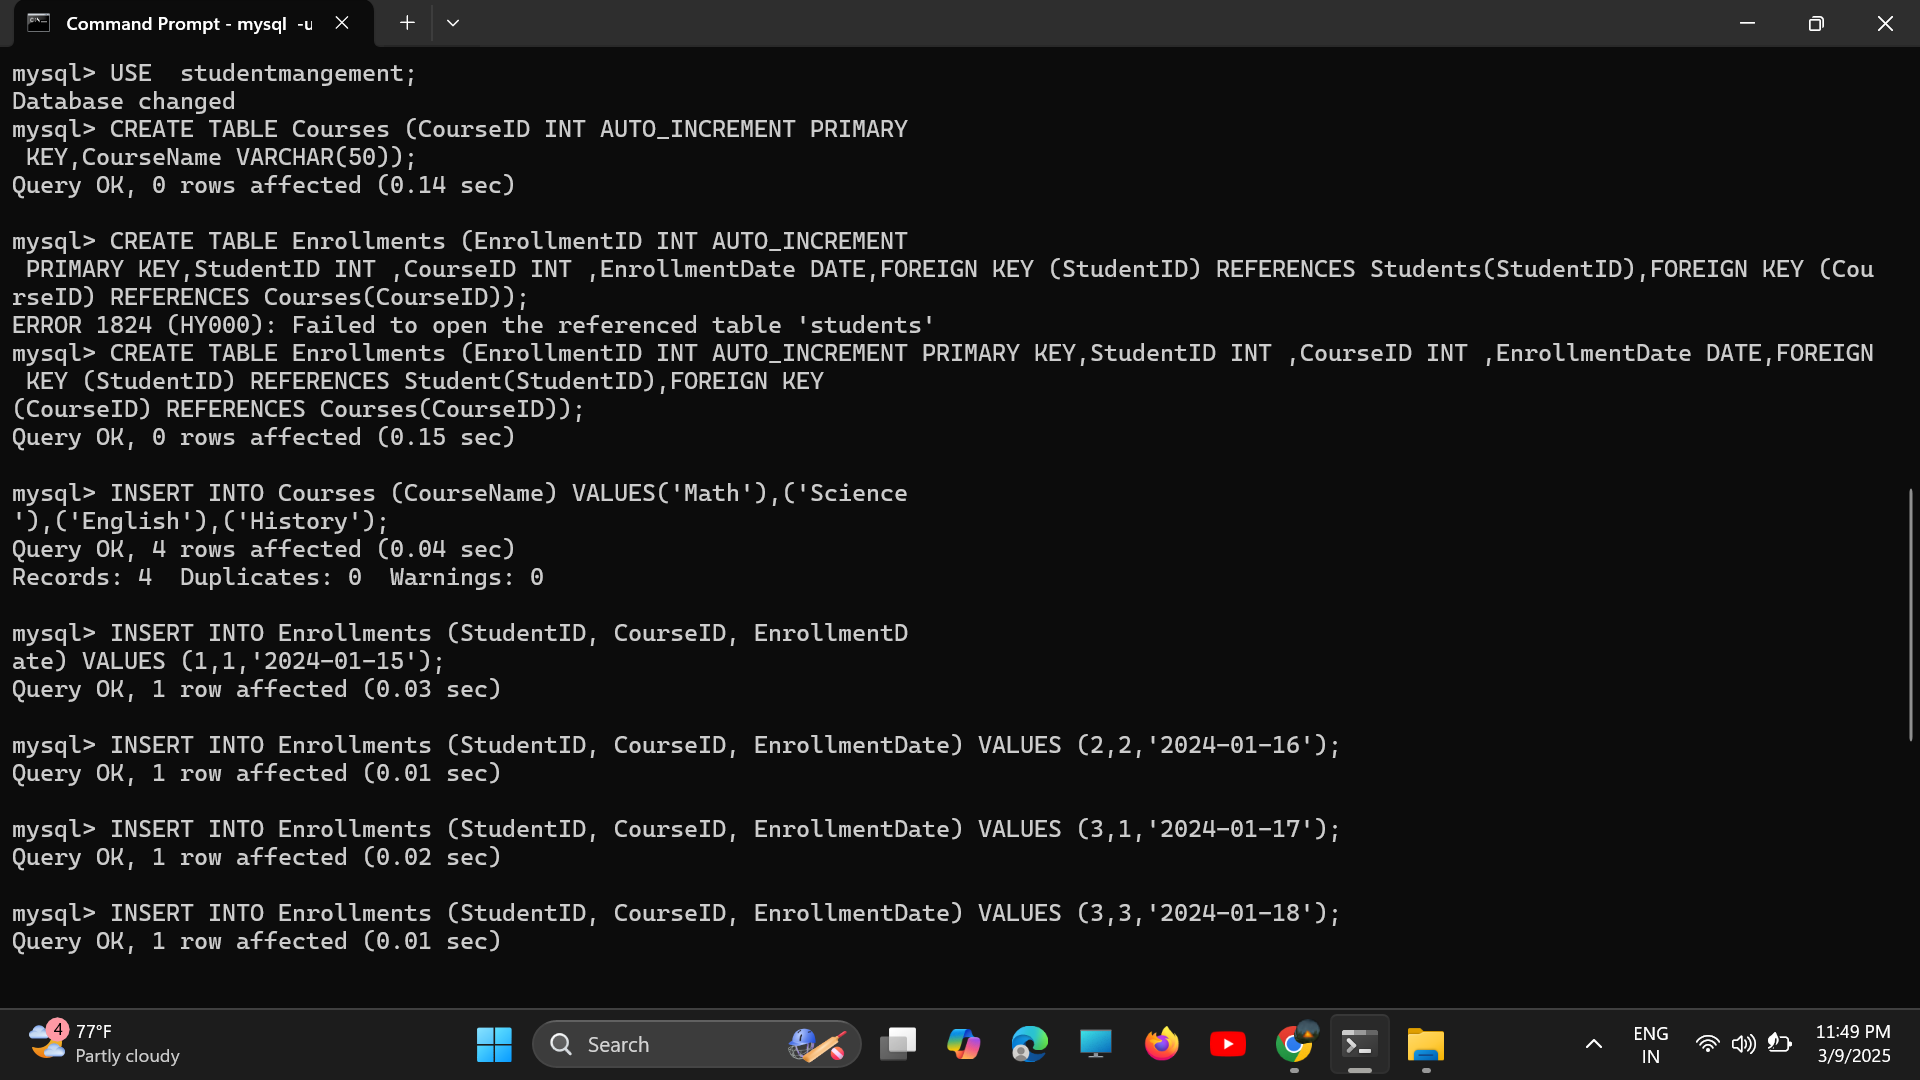 Command Prompt - mysql  -u
mysql> USE  studentmangement;
Database changed
mysql> CREATE TABLE Courses (CourseID INT AUTO_INCREMENT PRIMARY
 KEY,CourseName VARCHAR(50));
Query OK, 0 rows affected (0.14 sec)
mysql> CREATE TABLE Enrollments (EnrollmentID INT AUTO_INCREMENT
 PRIMARY KEY,StudentID INT ,CourseID INT ,EnrollmentDate DATE,FOREIGN KEY (StudentID) REFERENCES Students(StudentID),FOREIGN KEY (Cou
rseID) REFERENCES Courses(CourseID));
ERROR 1824 (HY000): Failed to open the referenced table 'students'
mysql> CREATE TABLE Enrollments (EnrollmentID INT AUTO_INCREMENT PRIMARY KEY,StudentID INT ,CourseID INT ,EnrollmentDate DATE,FOREIGN
 KEY (StudentID) REFERENCES Student(StudentID),FOREIGN KEY
(CourseID) REFERENCES Courses(CourseID));
Query OK, 0 rows affected (0.15 sec)
mysql> INSERT INTO Courses (CourseName) VALUES('Math'),('Science
'),('English'),('History');
Query OK, 4 rows affected (0.04 sec)
Records: 4  Duplicates: 0  Warnings: 0
mysql> INSERT INTO Enrollments (StudentID, CourseID, EnrollmentD
ate) VALUES (1,1,'2024-01-15');
Query OK, 1 row affected (0.03 sec)
mysql> INSERT INTO Enrollments (StudentID, CourseID, EnrollmentDate) VALUES (2,2,'2024-01-16');
Query OK, 1 row affected (0.01 sec)
mysql> INSERT INTO Enrollments (StudentID, CourseID, EnrollmentDate) VALUES (3,1,'2024-01-17');
Query OK, 1 row affected (0.02 sec)
mysql> INSERT INTO Enrollments (StudentID, CourseID, EnrollmentDate) VALUES (3,3,'2024-01-18');
Query OK, 1 row affected (0.01 sec)
4
77°F
Partly cloudy
Search
ENG
IN
11:49 PM
3/9/2025